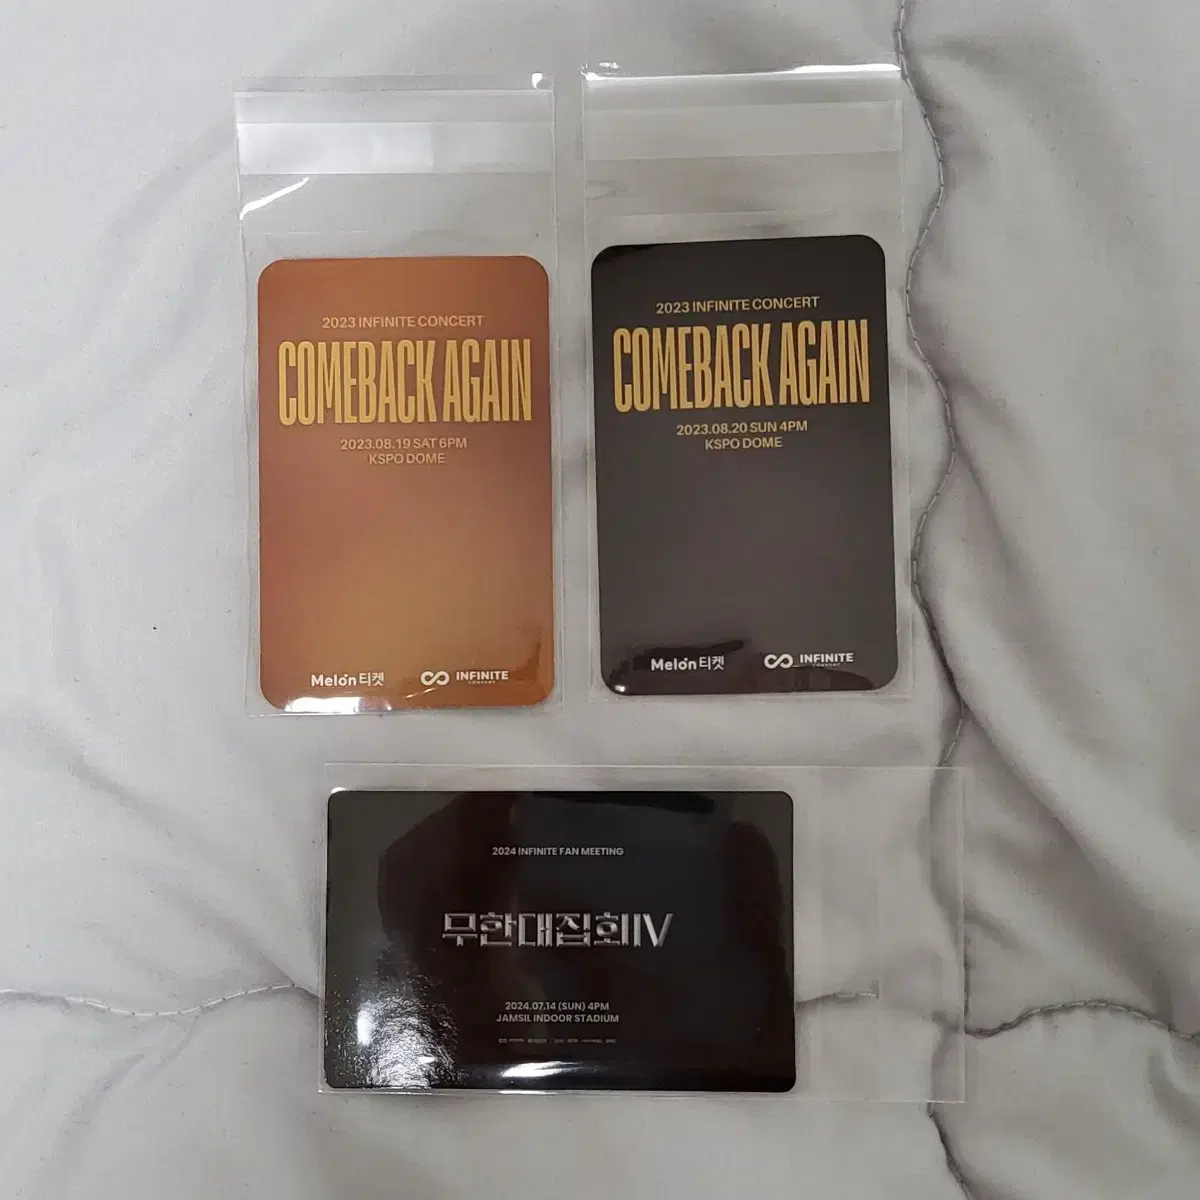 2023 INFINITE CONCERT
COMEBACK AGAIN
2023.08.19 SAT 6PM
KSPO DOME
Melon 티켓
INFINITE
COMPANY
2023 INFINITE CONCERT
COMEBACK AGAIN
2023.08.20 SUN 4PM
KSPO DOME
Melon 티켓
INFINITE
COMPANY
2024 INFINITE FAN MEETING
무한대집회IV
2024.07.14 (SUN) 4PM
JAMSIL INDOOR STADIUM